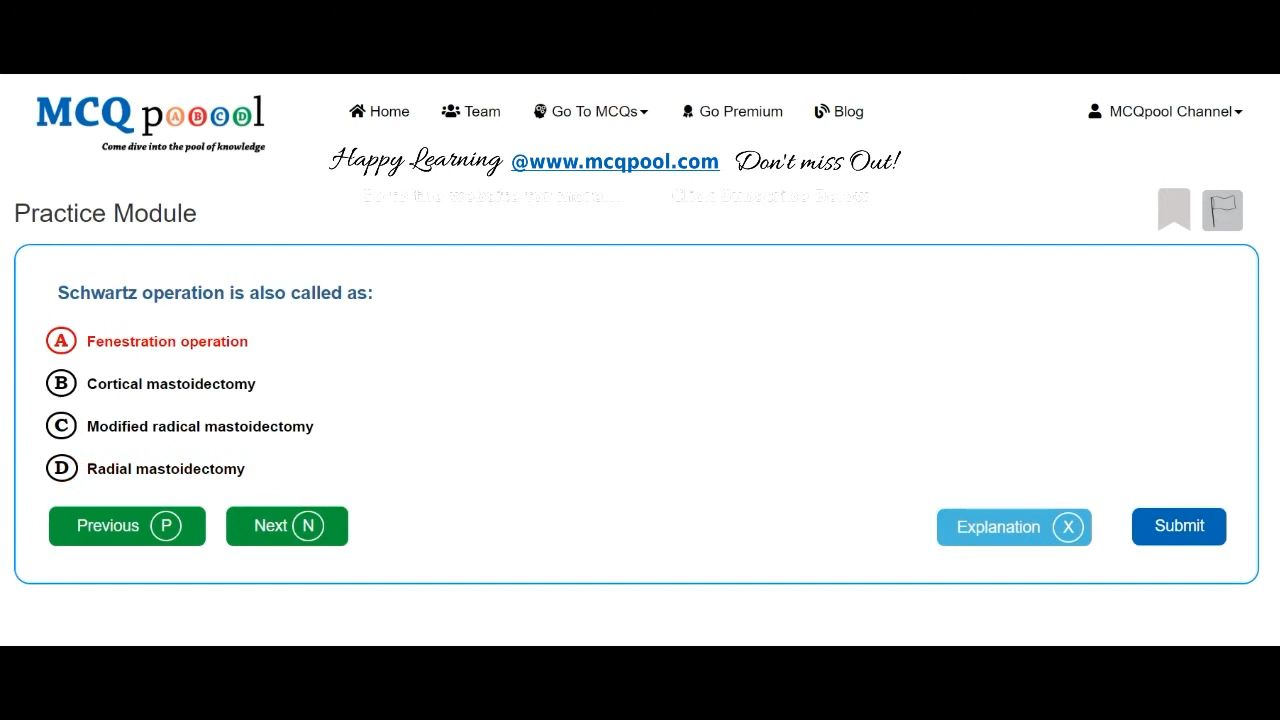 MCQ pABCDl
Come dive into the pool of knowledge
Home Team Go To MCQs Go Premium Blog MCQpool Channel
Happy Learning @www.mcqpool.com Don't miss Out!
Practice Module
Schwartz operation is also called as:
A Fenestration operation
B Cortical mastoidectomy
C Modified radical mastoidectomy
D Radial mastoidectomy
Previous P Next N Explanation X Submit